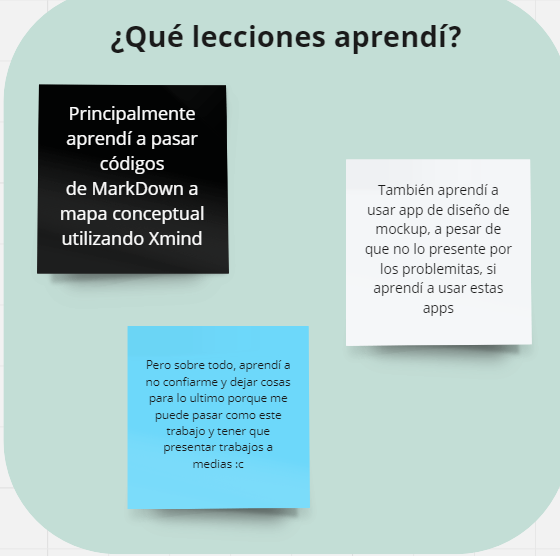 ¿Qué lecciones aprendí?
Principalmente
aprendí a pasar
códigos
de MarkDown a
mapa conceptual
utilizando Xmind
También aprendí a
usar app de diseño de
mockup, a pesar de
que no lo presente por
los problemitas, si
aprendí a usar estas
apps
Pero sobre todo, aprendí a
no confiarme y dejar cosas
para lo ultimo porque me
puede pasar como este
trabajo y tener que
presentar trabajos a
medias :c